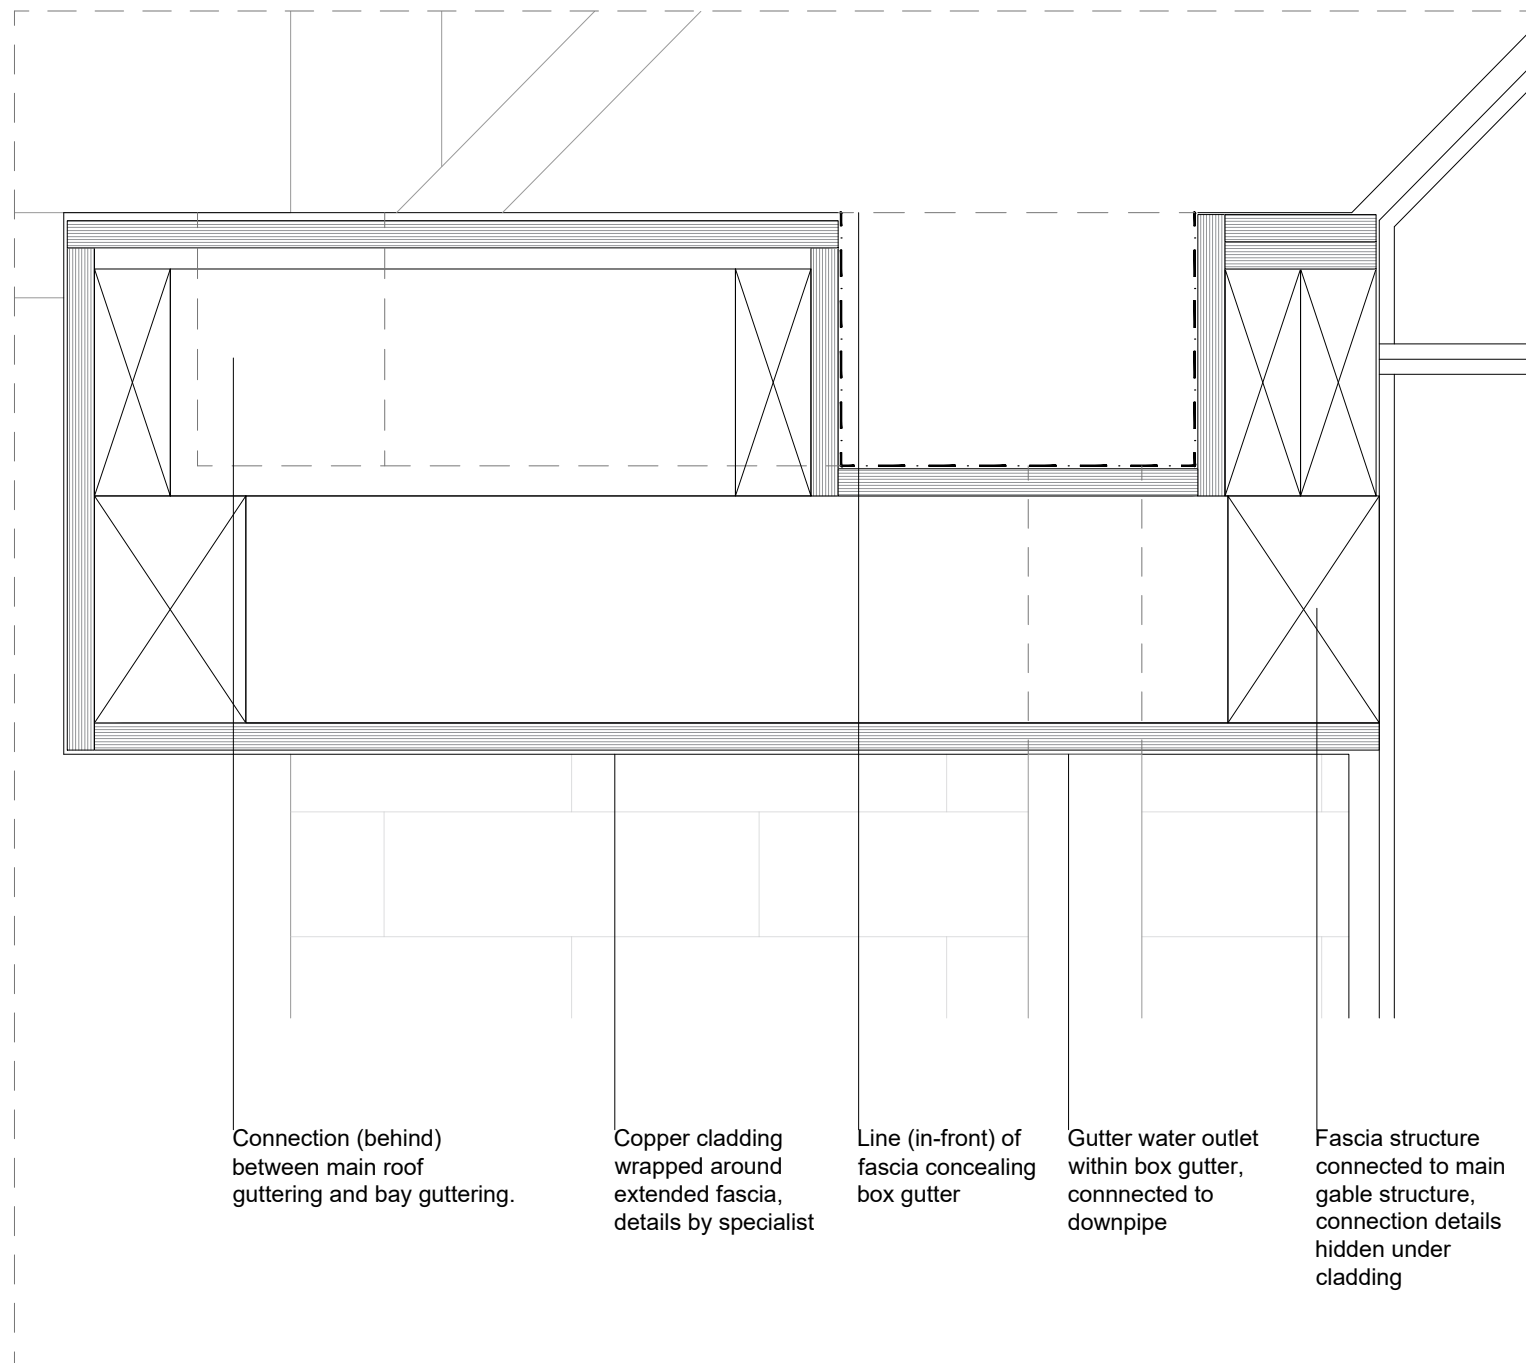 Connection (behind)
between main roof
guttering and bay guttering.
Copper cladding
wrapped around
extended fascia,
details by specialist
Line (in-front) of
fascia concealing
box gutter
Gutter water outlet
within box gutter,
connnected to
downpipe
Fascia structure
connected to main
gable structure,
connection details
hidden under
cladding